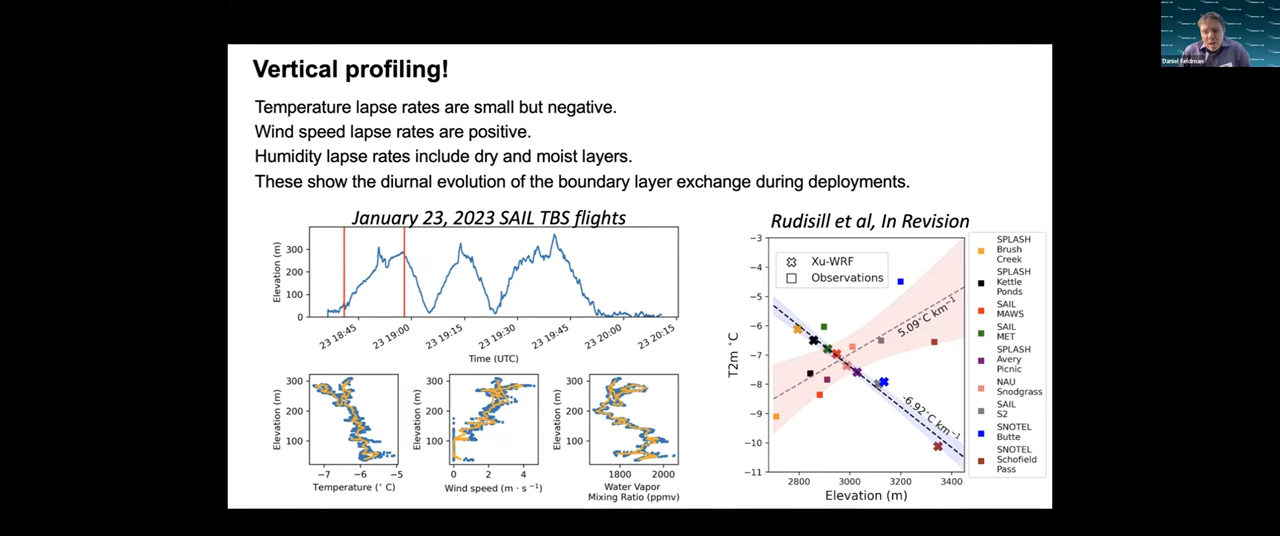 Vertical profiling!
Temperature lapse rates are small but negative.
Wind speed lapse rates are positive.
Humidity lapse rates include dry and moist layers.
These show the diurnal evolution of the boundary layer exchange during deployments.
January 23, 2023 SAIL TBS flights
Elevation (m)
300
200
100
0
23 18:45
23 19:00
23 19:15
23 19:30
23 19:45
23 20:00
23 20:15
Time (UTC)
Elevation (m)
300
200
100
-7 -6 -5
Temperature (°C)
Elevation (m)
300
200
100
0 2 4
Wind speed (m · s⁻¹)
Elevation (m)
300
200
100
1800 2000
Water Vapor
Mixing Ratio (ppmv)
Rudisill et al, In Revision
T2m °C
−3
−4
−5
−6
−7
−8
−9
−10
−11
Xu-WRF
Observations
5.09°C km⁻¹
-6.92°C km⁻¹
2800 3000 3200 3400
Elevation (m)
SPLASH
Brush
Creek
SPLASH
Kettle
Ponds
SAIL
MAWS
SAIL
MET
SPLASH
Avery
Picnic
NAU
Snodgrass
SAIL
S2
SNOTEL
Butte
SNOTEL
Schofield
Pass
Daniel Feldman